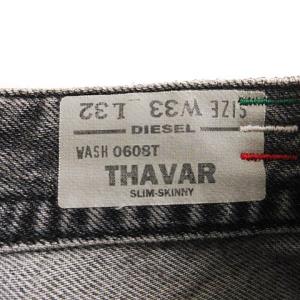 SIZE W33 L32
DIESEL
WASH 0608T
THAVAR
SLIM-SKINNY